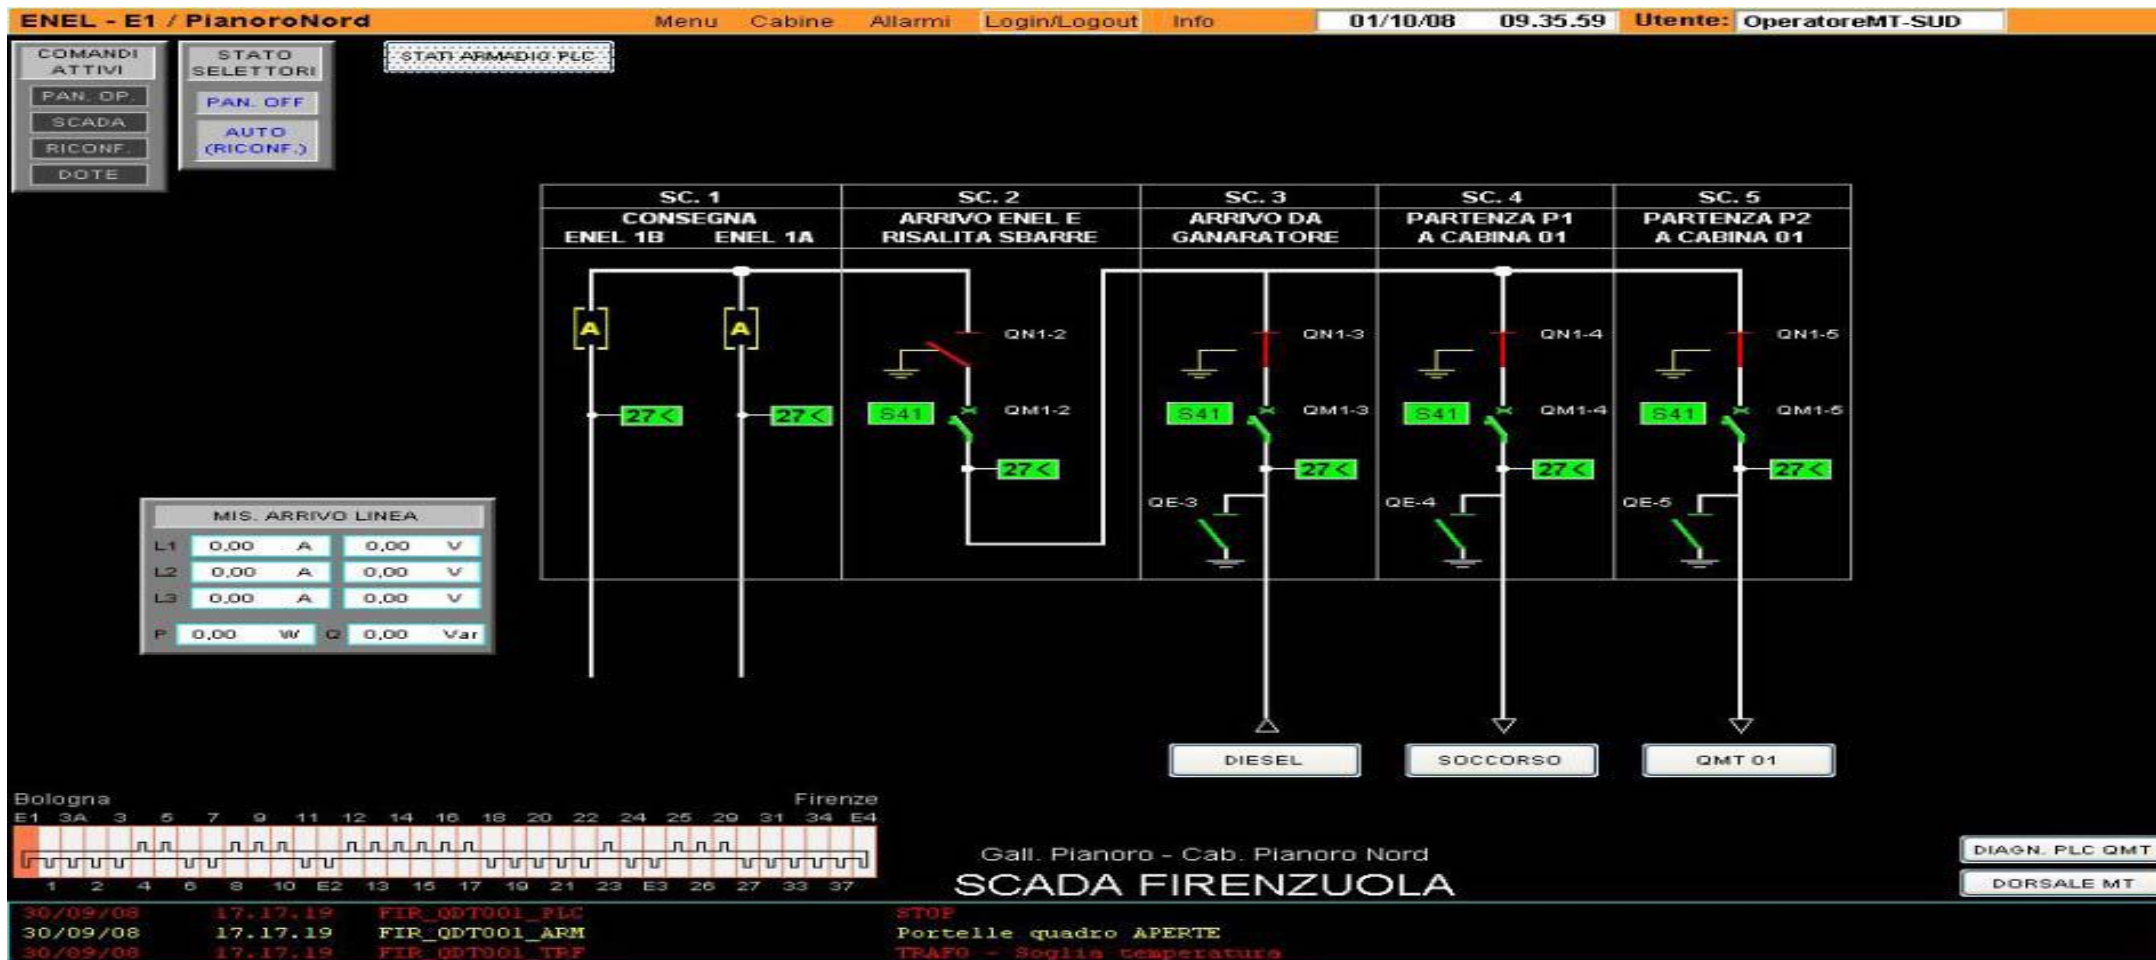 ENEL - E1 / PianoroNord Menu Cabine Allarmi Login/Logout Info 01/10/08 09.35.59 Utente: OperatoreMT-SUD
COMANDI ATTIVI
PAN. OP.
SCADA
RICONF.
DOTE
STATO SELETTORI
PAN. OFF
AUTO (RICONF.)
STATI ARMADIO PLC
SC. 1 SC. 2 SC. 3 SC. 4 SC. 5
CONSEGNA ARRIVO ENEL E ARRIVO DA PARTENZA P1 PARTENZA P2
ENEL 1B ENEL 1A RISALITA SBARRE GANARATORE A CABINA 01 A CABINA 01
A A QN1-2 QN1-3 QN1-4 QN1-5
27< 27< S41 QM1-2 S41 QM1-3 S41 QM1-4 S41 QM1-5
27< 27< 27< 27<
QE-3 QE-4 QE-5
MIS. ARRIVO LINEA
L1 0,00 A 0,00 V
L2 0,00 A 0,00 V
L3 0,00 A 0,00 V
P 0,00 W Q 0,00 Var
DIESEL SOCCORSO QMT 01
Bologna Firenze
E1 3A 3 5 7 9 11 12 14 16 18 20 22 24 25 29 31 34 E4
1 2 4 6 8 10 E2 13 15 17 19 21 23 E3 26 27 33 37
Gall. Pianoro - Cab. Pianoro Nord
SCADA FIRENZUOLA
DIAGN. PLC QMT
DORSALE MT
30/09/08 17.17.19 FIR_QDT001_PLC STOP
30/09/08 17.17.19 FIR_QDT001_ARM Portelle quadro APERTE
30/09/08 17.17.19 FIR_QDT001_TRF TRAFO - Soglia temperatura